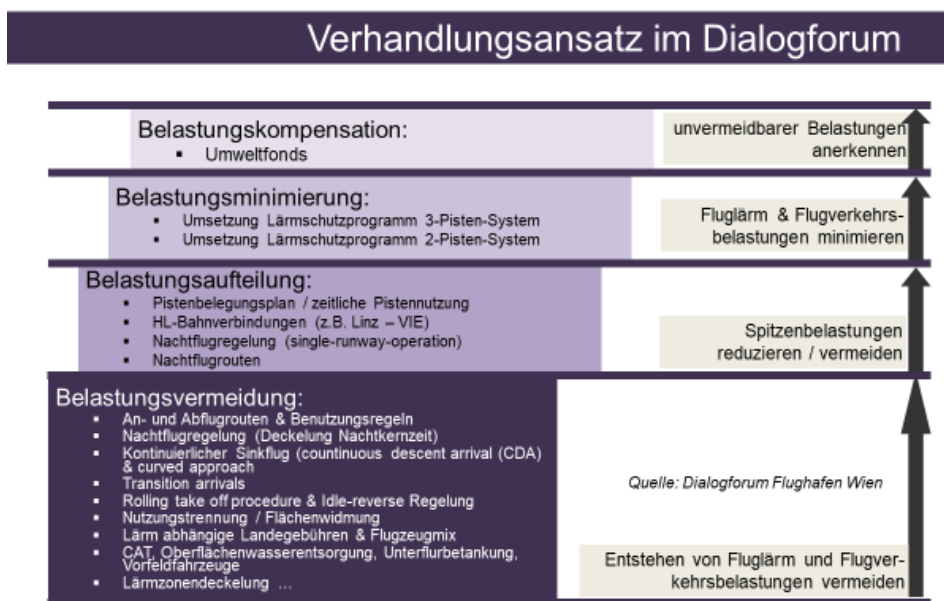 Verhandlungsansatz im Dialogforum
Belastungskompensation:
▪ Umweltfonds
unvermeidbarer Belastungen
anerkennen
Belastungsminimierung:
▪ Umsetzung Lärmschutzprogramm 3-Pisten-System
▪ Umsetzung Lärmschutzprogramm 2-Pisten-System
Fluglärm & Flugverkehrs-
belastungen minimieren
Belastungsaufteilung:
▪ Pistenbelegungsplan / zeitliche Pistennutzung
▪ HL-Bahnverbindungen (z.B. Linz – VIE)
▪ Nachtflugregelung (single-runway-operation)
▪ Nachtflugrouten
Spitzenbelastungen
reduzieren / vermeiden
Belastungsvermeidung:
▪ An- und Abflugrouten & Benutzungsregeln
▪ Nachtflugregelung (Deckelung Nachtkernzeit)
▪ Kontinuierlicher Sinkflug (countinuous descent arrival (CDA)
& curved approach
▪ Transition arrivals
▪ Rolling take off procedure & Idle-reverse Regelung
▪ Nutzungstrennung / Flächenwidmung
▪ Lärm abhängige Landegebühren & Flugzeugmix
▪ CAT, Oberflächenwasserentsorgung, Unterflurbetankung,
Vorfeldfahrzeuge
▪ Lärmzonendeckelung ...
Quelle: Dialogforum Flughafen Wien
Entstehen von Fluglärm und Flugver-
kehrsbelastungen vermeiden